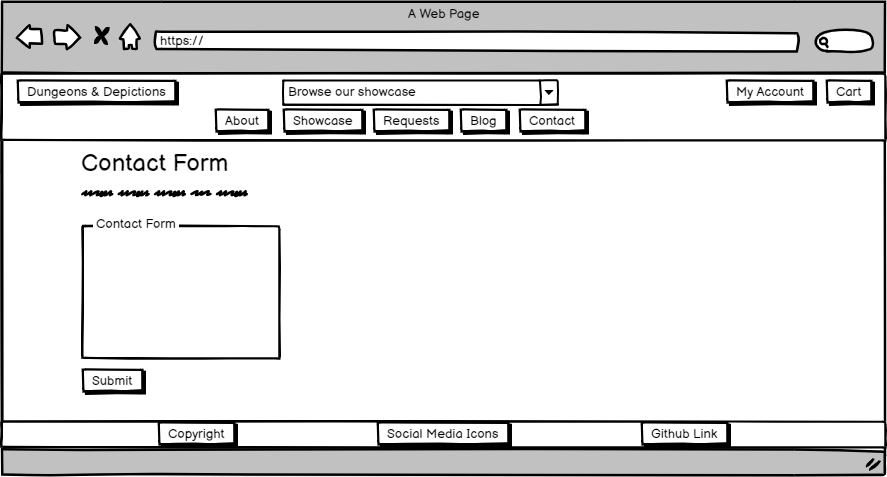 A Web Page
https://
Dungeons & Depictions
Browse our showcase
My Account
Cart
About
Showcase
Requests
Blog
Contact
Contact Form
Contact Form
Submit
Copyright
Social Media Icons
Github Link